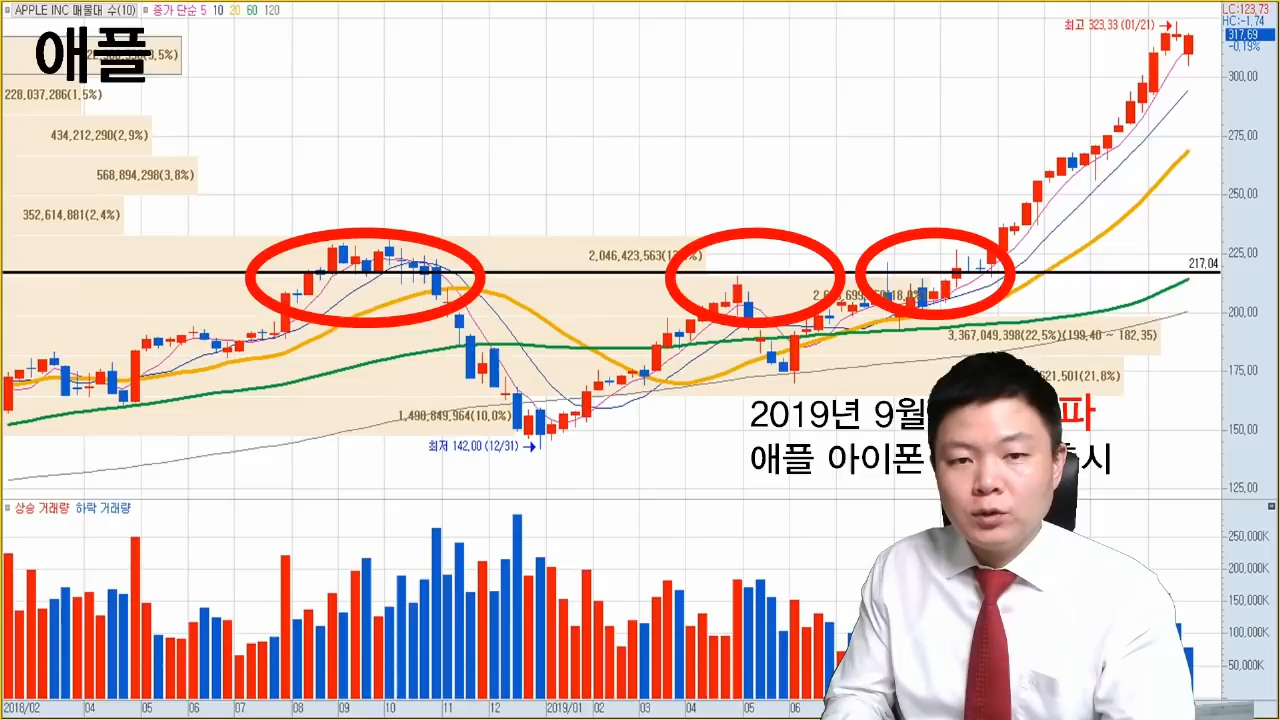 APPLE INC 매물대 수(10) 종가 단순 5 10 20 60 120
LC:123,73
HC:-1,74
317,69
-0,19%
최고 323,33 (01/21)
애플
300,00
228,037,286(1,5%)
434,212,290(2,9%)
275,00
568,894,298(3,8%)
250,00
352,614,881(2,4%)
2,046,423,563
225,00
217,04
200,00
3,367,049,398(22,5%)(199,40 ~ 182,35)
175,00
621,501(21,8%)
1,490,849,964(10,0%)
2019년 9월
파
150,00
최저 142,00 (12/31)
애플 아이폰
출시
125,00
상승 거래량 하락 거래량
250,000K
200,000K
150,000K
100,000K
50,000K
2018/02 04 05 06 07 08 09 10 11 12 2019/01 02 03 04 05 06